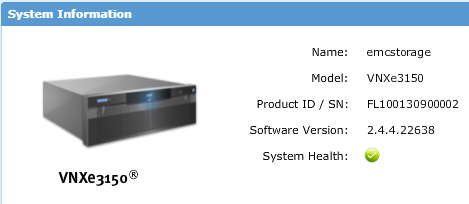 System Information
Name: emcstorage
Model: VNXe3150
Product ID / SN: FL100130900002
Software Version: 2.4.4.22638
System Health:
VNXe3150®